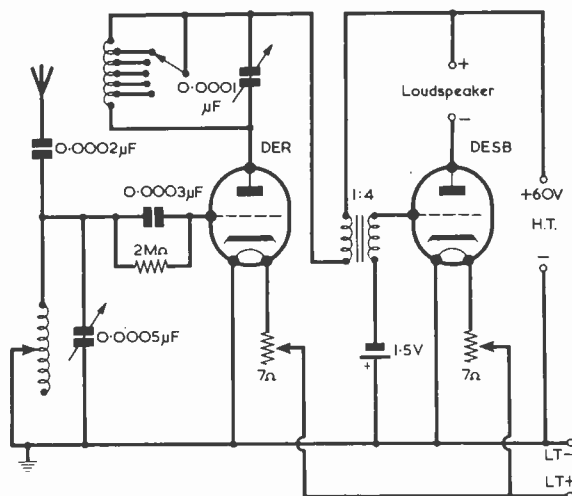 0.0001
μF
DER
+
Loudspeaker
−
DESB
0.0002μF
0.0003μF
2MΩ
1:4
+60V
H.T.
−
0.0005μF
7Ω
1.5V
+
7Ω
LT−
LT+